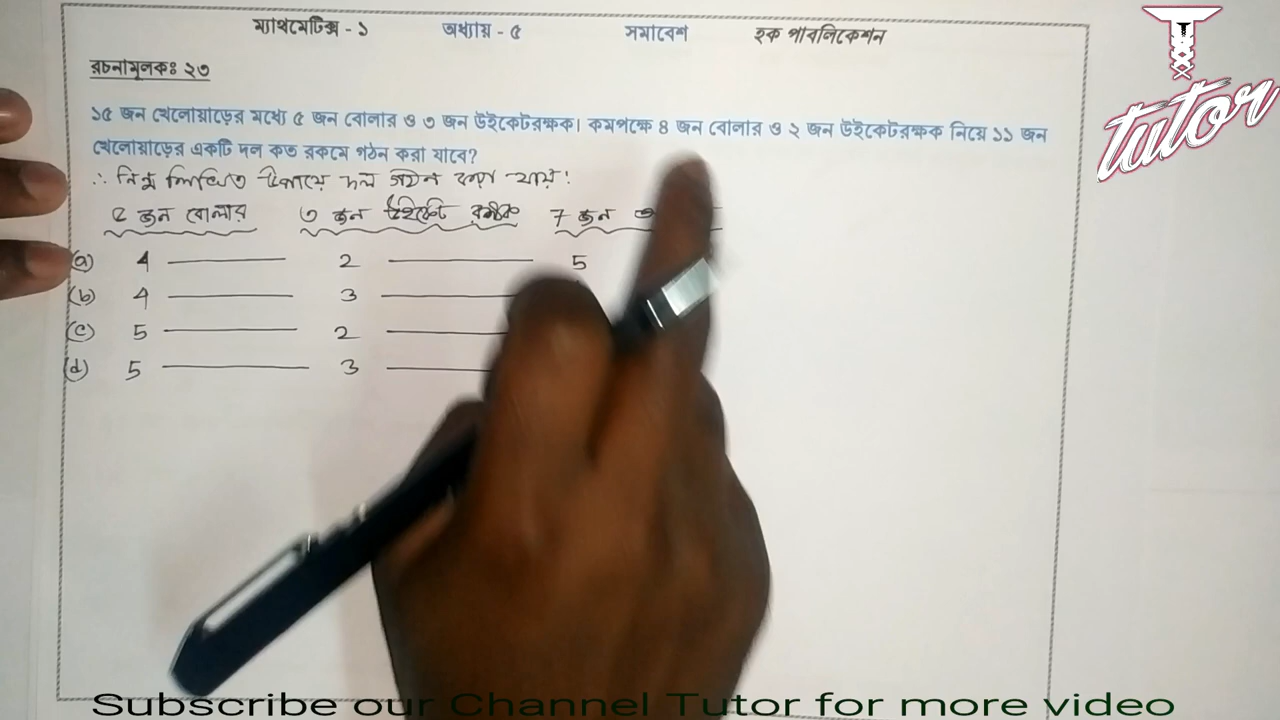 ম্যাথমেটিক্স - ১ অধ্যায় - ৫ সমাবেশ হক পাবলিকেশন
রচনামূলকঃ ২৩
১৫ জন খেলোয়াড়ের মধ্যে ৫ জন বোলার ও ৩ জন উইকেটরক্ষক। কমপক্ষে ৪ জন বোলার ও ২ জন উইকেটরক্ষক নিয়ে ১১ জন
খেলোয়াড়ের একটি দল কত রকমে গঠন করা যাবে?
∴ নিম্ন লিখিত উপায়ে দল গঠন করা যায়:
৫ জন বোলার ৩ জন উইকেট রক্ষক 7 জন
(a) 4 2 5
(b) 4 3
(c) 5 2
(d) 5 3
T
tutor
Subscribe our Channel Tutor for more video